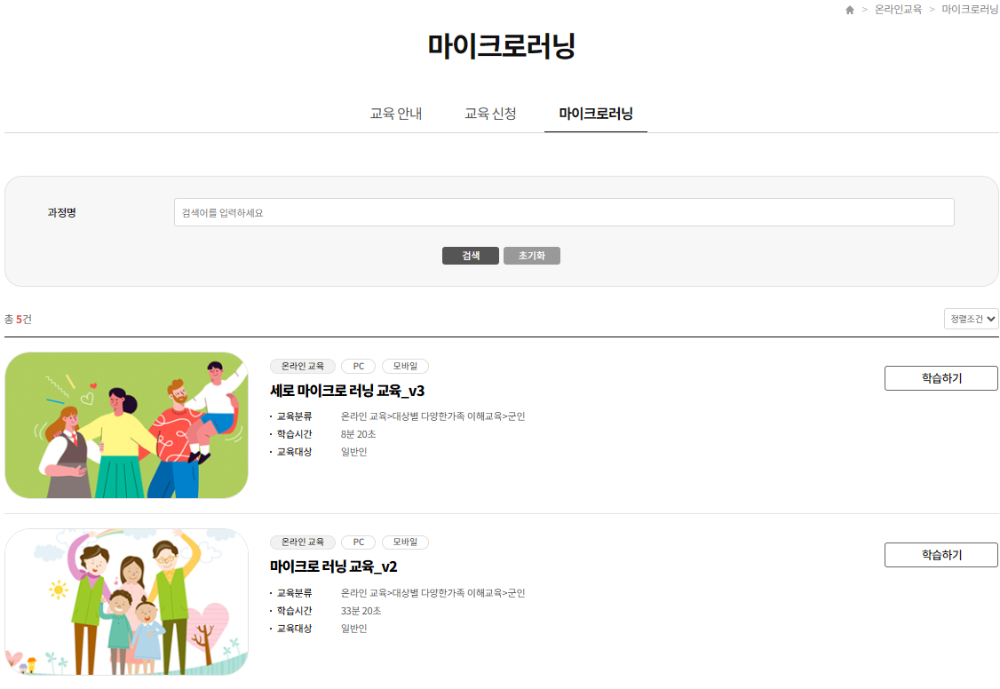 > 온라인교육 > 마이크로러닝
마이크로러닝
교육 안내 교육 신청 마이크로러닝
과정명 검색어를 입력하세요
검색 초기화
총 5건 정렬조건
온라인 교육 PC 모바일
세로 마이크로 러닝 교육_v3
학습하기
· 교육분류 온라인 교육>대상별 다양한가족 이해교육>군인
· 학습시간 8분 20초
· 교육대상 일반인
온라인 교육 PC 모바일
마이크로 러닝 교육_v2
학습하기
· 교육분류 온라인 교육>대상별 다양한가족 이해교육>군인
· 학습시간 33분 20초
· 교육대상 일반인